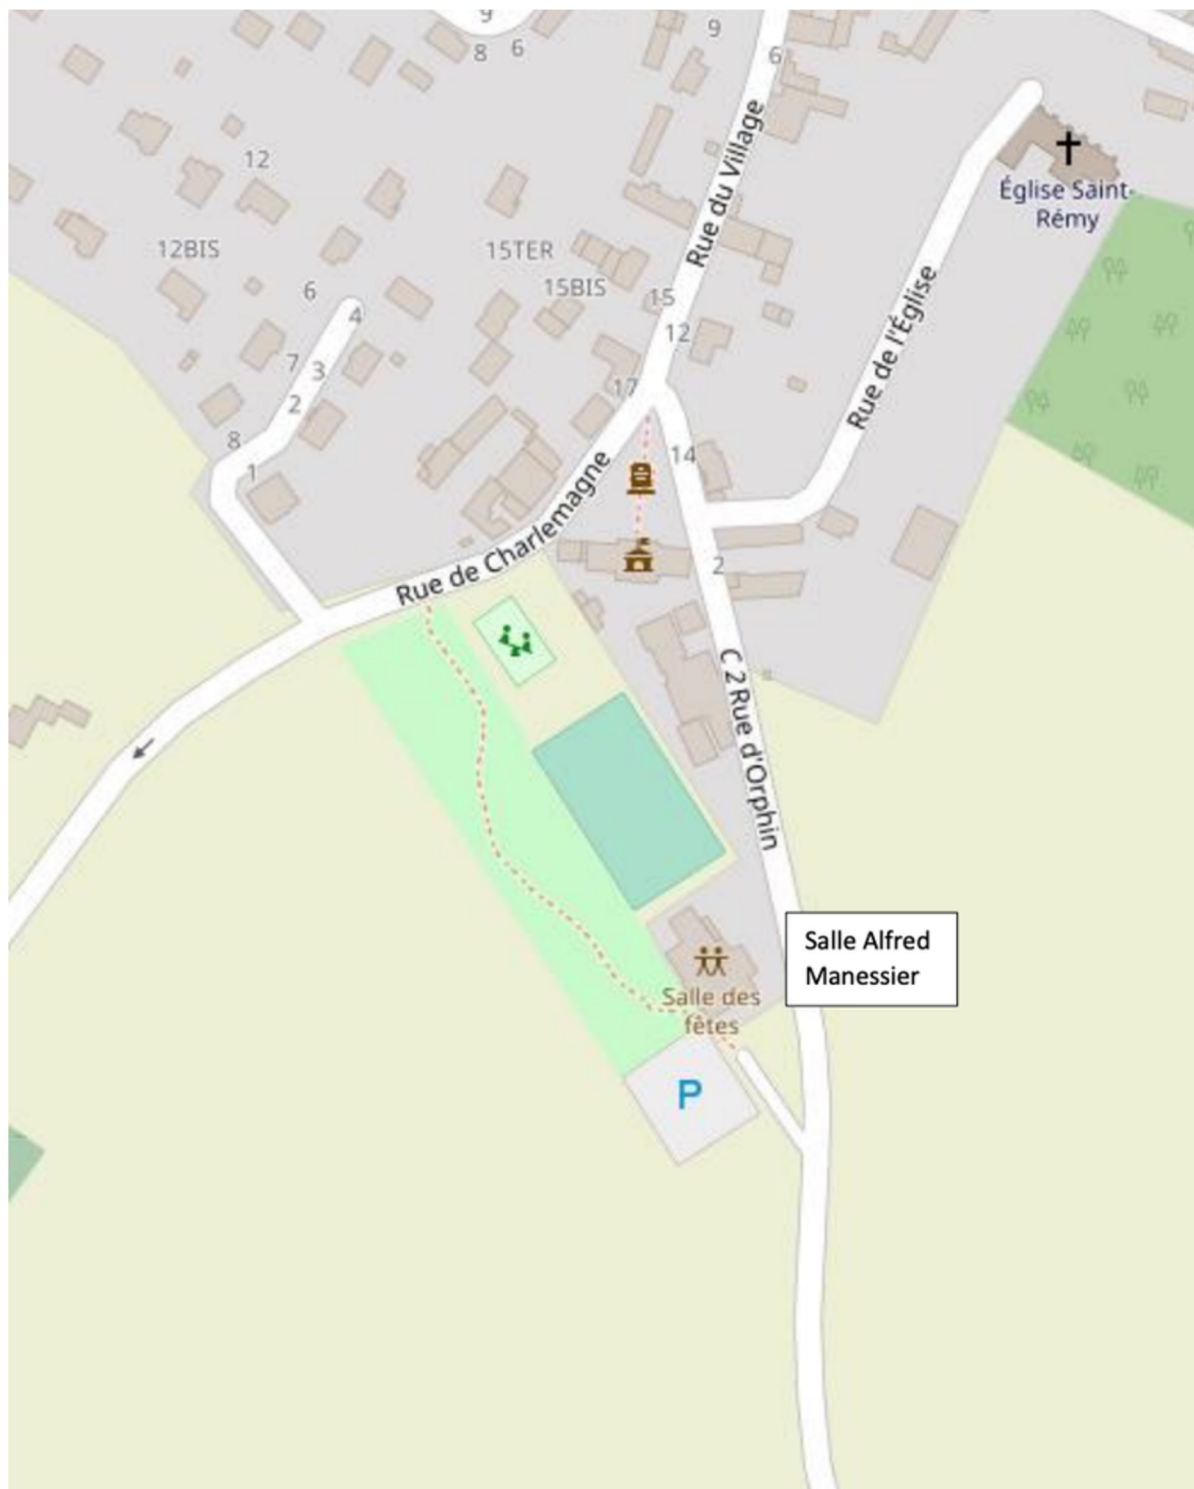 9
8
6
9
6
12
Rue du Village
Église Saint-
Rémy
12BIS
15TER
6
15BIS
15
4
12
Rue de l'Église
7
3
17
2
8
14
1
Rue de Charlemagne
2
C 2 Rue d'Orphin
Salle Alfred
Manessier
Salle des
fêtes
P